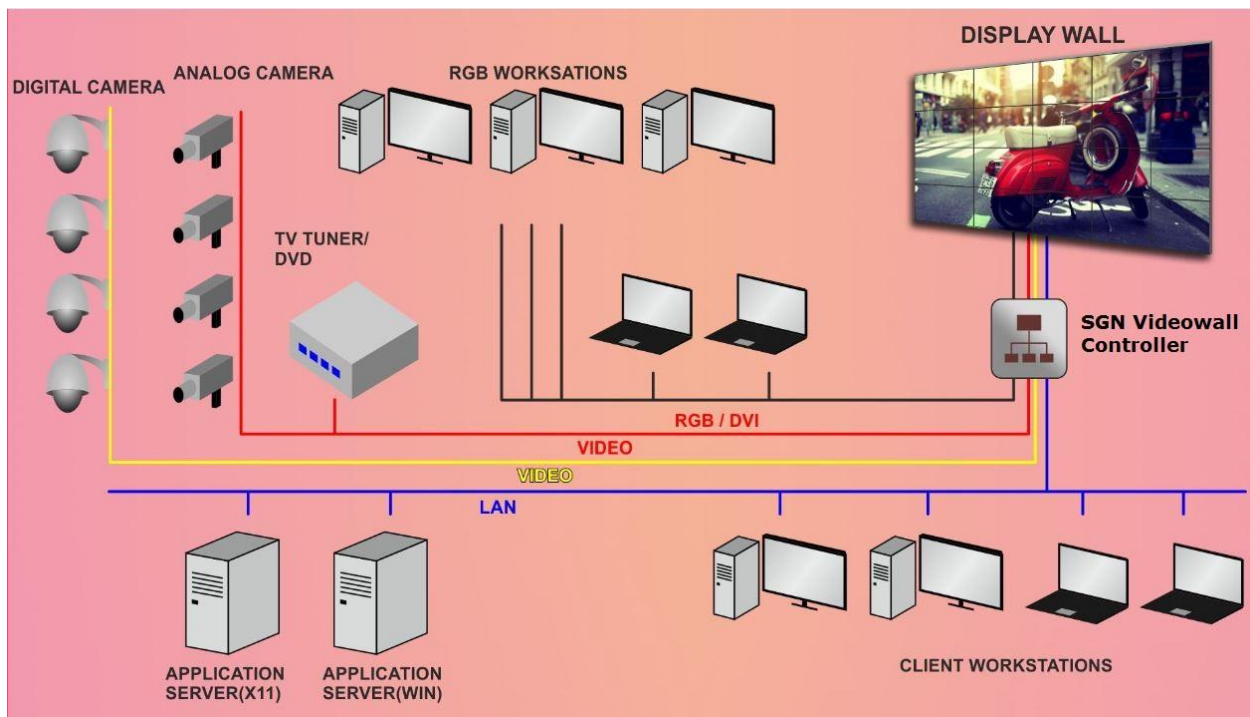 DISPLAY WALL
DIGITAL CAMERA
ANALOG CAMERA
RGB WORKSATIONS
TV TUNER/
DVD
SGN Videowall
Controller
RGB / DVI
VIDEO
VIDEO
LAN
APPLICATION
SERVER(X11)
APPLICATION
SERVER(WIN)
CLIENT WORKSTATIONS